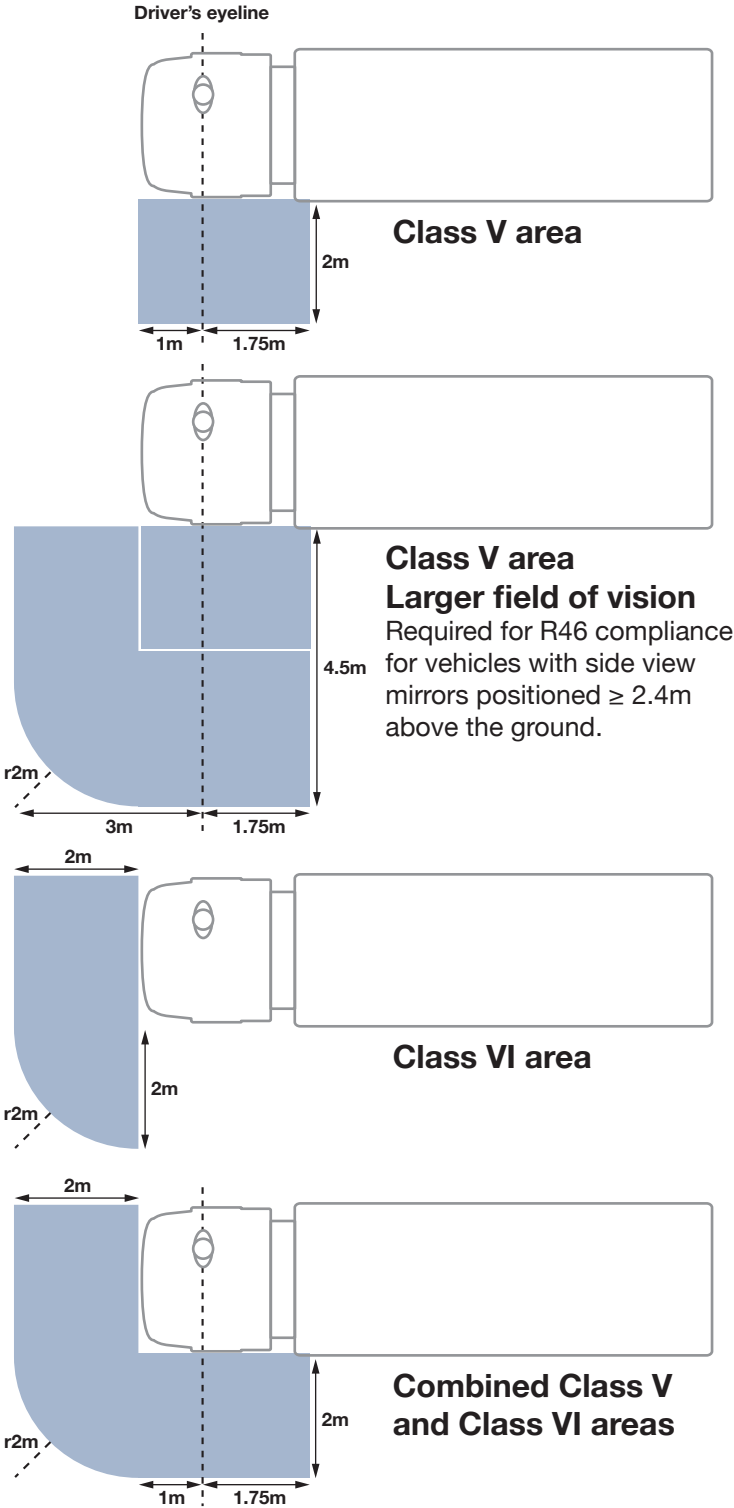 Driver's eyeline
Class V area
2m
1m
1.75m
Class V area
Larger field of vision
Required for R46 compliance
for vehicles with side view
mirrors positioned ≥ 2.4m
above the ground.
4.5m
r2m
3m
1.75m
2m
Class VI area
2m
r2m
2m
Combined Class V
and Class VI areas
2m
r2m
1m
1.75m